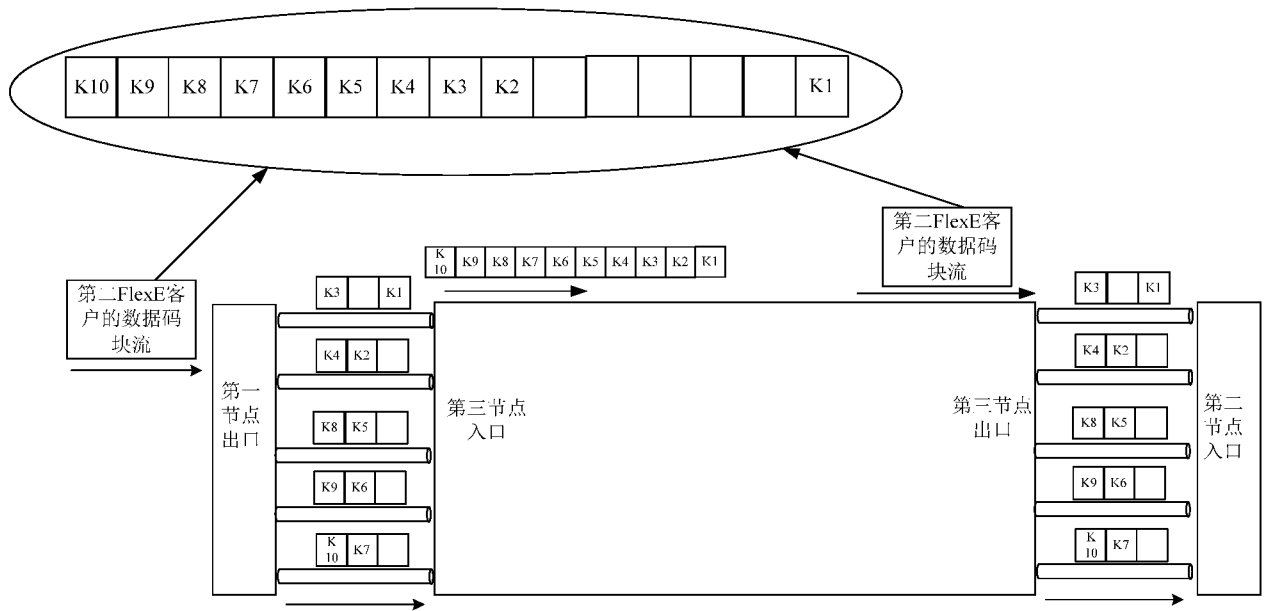 K10 K9 K8 K7 K6 K5 K4 K3 K2 K1
第二FlexE客
户的数据码
块流
第二FlexE客
户的数据码
块流
K
10 K9 K8 K7 K6 K5 K4 K3 K2 K1
K3 K1
K4 K2
K8 K5
K9 K6
K
10 K7
第一
节点
出口
第三节点
入口
第三节点
出口
K3 K1
K4 K2
K8 K5
K9 K6
K
10 K7
第二
节点
入口